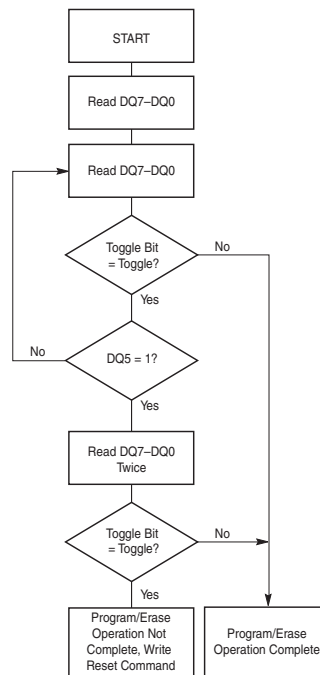 START
Read DQ7–DQ0
Read DQ7–DQ0
Toggle Bit
= Toggle?
No
Yes
No
DQ5 = 1?
Yes
Read DQ7–DQ0
Twice
Toggle Bit
= Toggle?
No
Yes
Program/Erase
Operation Not
Complete, Write
Reset Command
Program/Erase
Operation Complete